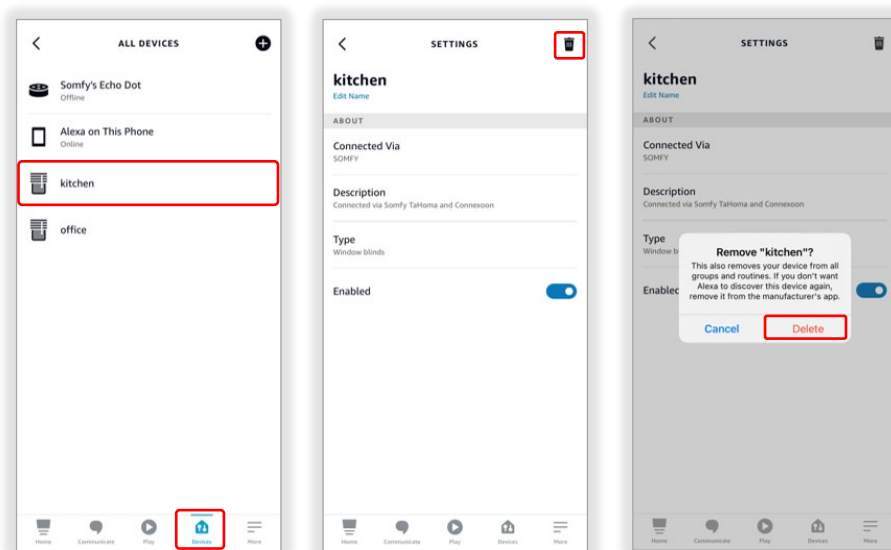 ALL DEVICES
Somfy's Echo Dot
Offline
Alexa on This Phone
Online
kitchen
office
Home
Communicate
Play
Devices
More
SETTINGS
kitchen
Edit Name
ABOUT
Connected Via
SOMFY
Description
Connected via Somfy TaHoma and Connexoon
Type
Window blinds
Enabled
Home
Communicate
Play
Devices
More
SETTINGS
kitchen
Edit Name
ABOUT
Connected Via
SOMFY
Description
Connected via Somfy TaHoma and Connexoon
Type
Window b
Enabled
Remove "kitchen"?
This also removes your device from all
groups and routines. If you don't want
Alexa to discover this device again,
remove it from the manufacturer's app.
Cancel
Delete
Home
Communicate
Play
Devices
More